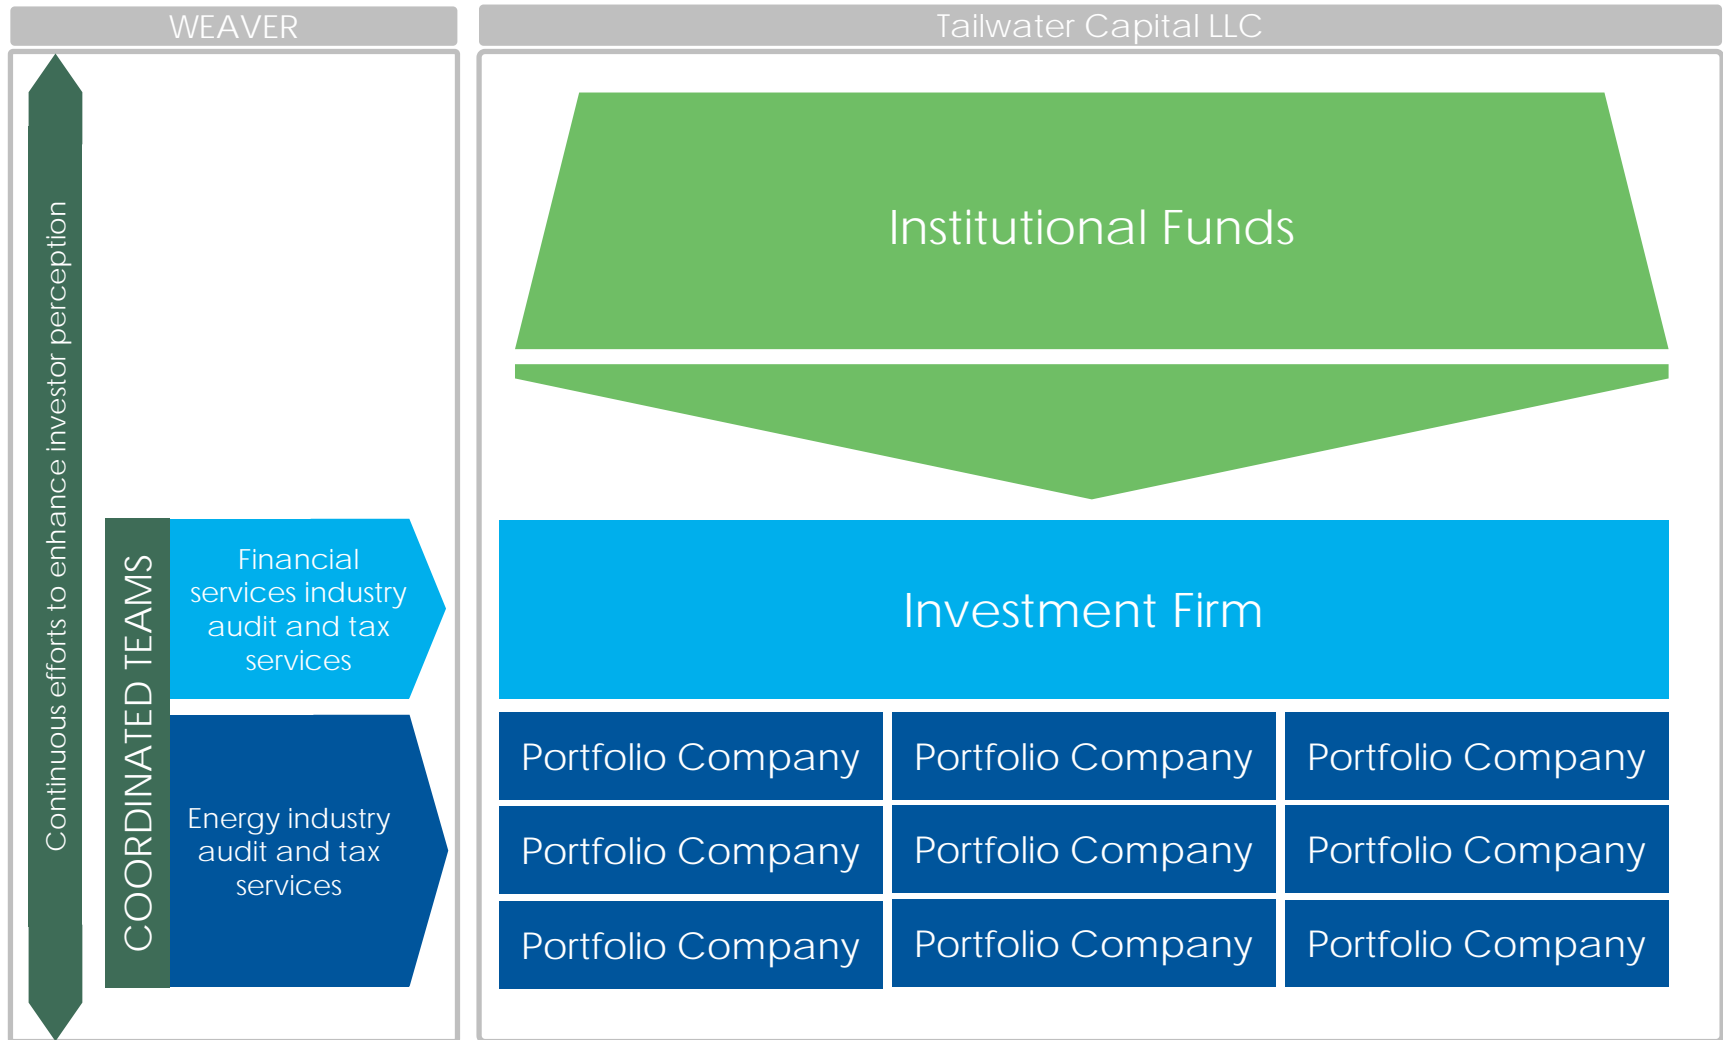 WEAVER
Tailwater Capital LLC
Continuous efforts to enhance investor perception
COORDINATED TEAMS
Financial
services industry
audit and tax
services
Energy industry
audit and tax
services
Institutional Funds
Investment Firm
Portfolio Company
Portfolio Company
Portfolio Company
Portfolio Company
Portfolio Company
Portfolio Company
Portfolio Company
Portfolio Company
Portfolio Company